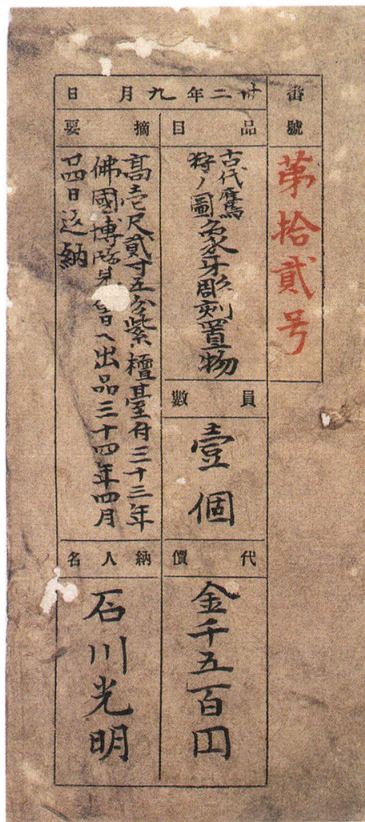 番號
第拾貳号
卅二年九月日
品目
古代鷹
狩ノ圖象牙彫刻置物
員數
壹個
代價
金千五百円
摘要
高壱尺貳寸五分紫檀臺付三十三年
佛國博覧會ヘ出品三十四年四月
廿四日返納
納人名
石川光明